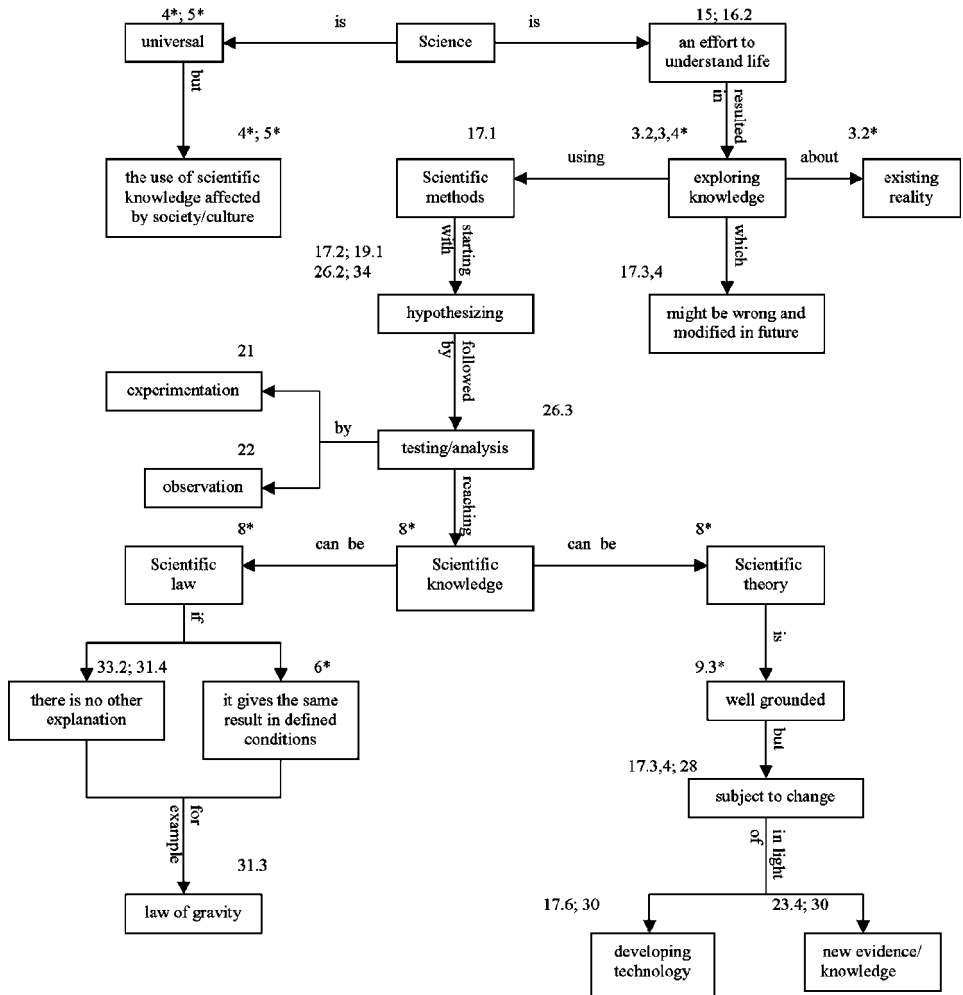 4*; 5*
is
is
15; 16.2
universal
Science
an effort to
understand life
but
resulted
in
4*; 5*
17.1
3.2,3,4*
3.2*
using
about
the use of scientific
knowledge affected
by society/culture
Scientific
methods
exploring
knowledge
existing
reality
starting
with
which
17.2; 19.1
26.2; 34
17.3,4
hypothesizing
might be wrong and
modified in future
followed
by
21
experimentation
26.3
by
testing/analysis
22
observation
reaching
8*
can be
8*
can be
8*
Scientific
law
Scientific
knowledge
Scientific
theory
if
is
33.2; 31.4
6*
9.3*
there is no other
explanation
it gives the same
result in defined
conditions
well grounded
but
17.3,4; 28
subject to change
for
example
in light
of
31.3
law of gravity
17.6; 30
23.4; 30
developing
technology
new evidence/
knowledge